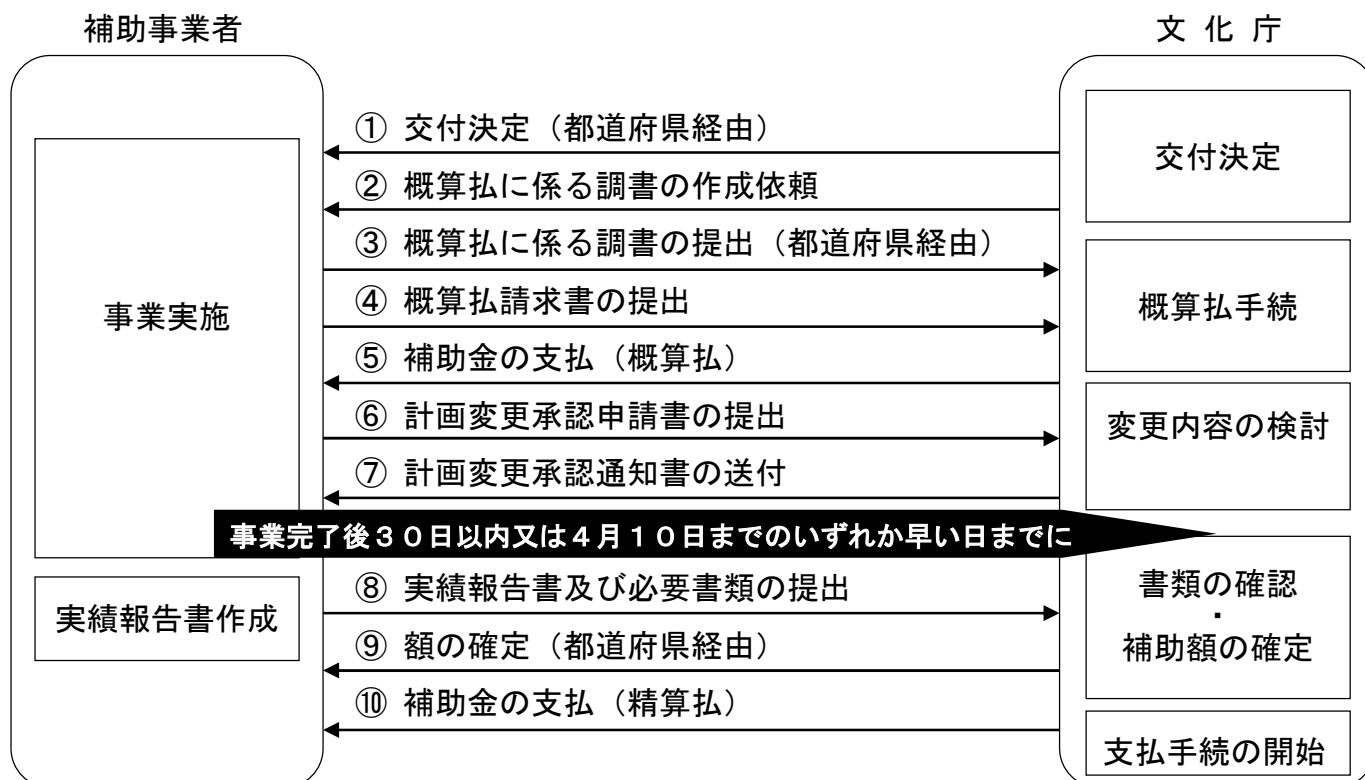 補助事業者
文 化 庁
① 交付決定（都道府県経由）
交付決定
② 概算払に係る調書の作成依頼
③ 概算払に係る調書の提出（都道府県経由）
④ 概算払請求書の提出
事業実施
概算払手続
⑤ 補助金の支払（概算払）
⑥ 計画変更承認申請書の提出
変更内容の検討
⑦ 計画変更承認通知書の送付
事業完了後３０日以内又は４月１０日までのいずれか早い日までに
⑧ 実績報告書及び必要書類の提出
実績報告書作成
書類の確認
・
補助額の確定
⑨ 額の確定（都道府県経由）
⑩ 補助金の支払（精算払）
支払手続の開始